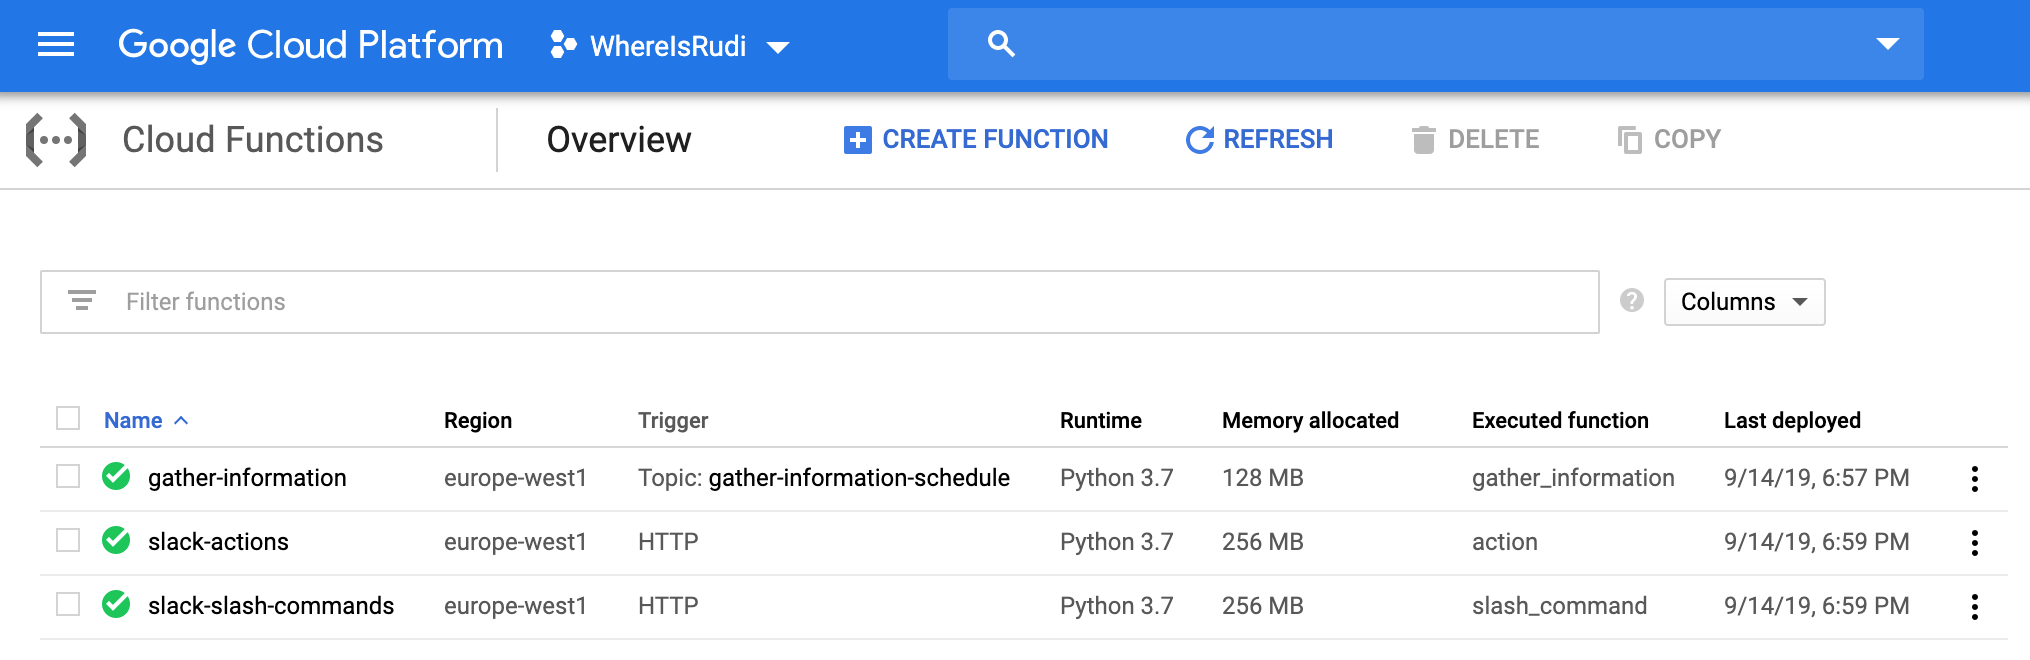 Google Cloud Platform WhereIsRudi
Cloud Functions Overview CREATE FUNCTION REFRESH DELETE COPY
Filter functions ? Columns
Name Region Trigger Runtime Memory allocated Executed function Last deployed
gather-information europe-west1 Topic: gather-information-schedule Python 3.7 128 MB gather_information 9/14/19, 6:57 PM
slack-actions europe-west1 HTTP Python 3.7 256 MB action 9/14/19, 6:59 PM
slack-slash-commands europe-west1 HTTP Python 3.7 256 MB slash_command 9/14/19, 6:59 PM